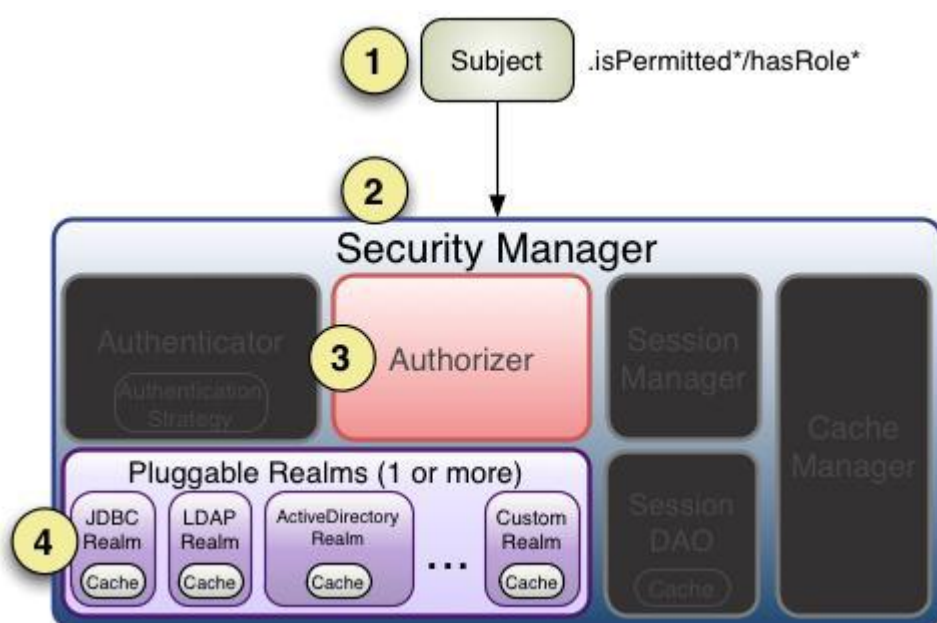 1
Subject
.isPermitted*/hasRole*
2
Security Manager
Authenticator
Authentication
Strategy
3
Authorizer
Session
Manager
Cache
Manager
Pluggable Realms (1 or more)
4
JDBC
Realm
Cache
LDAP
Realm
Cache
ActiveDirectory
Realm
Cache
...
Custom
Realm
Cache
Session
DAO
Cache